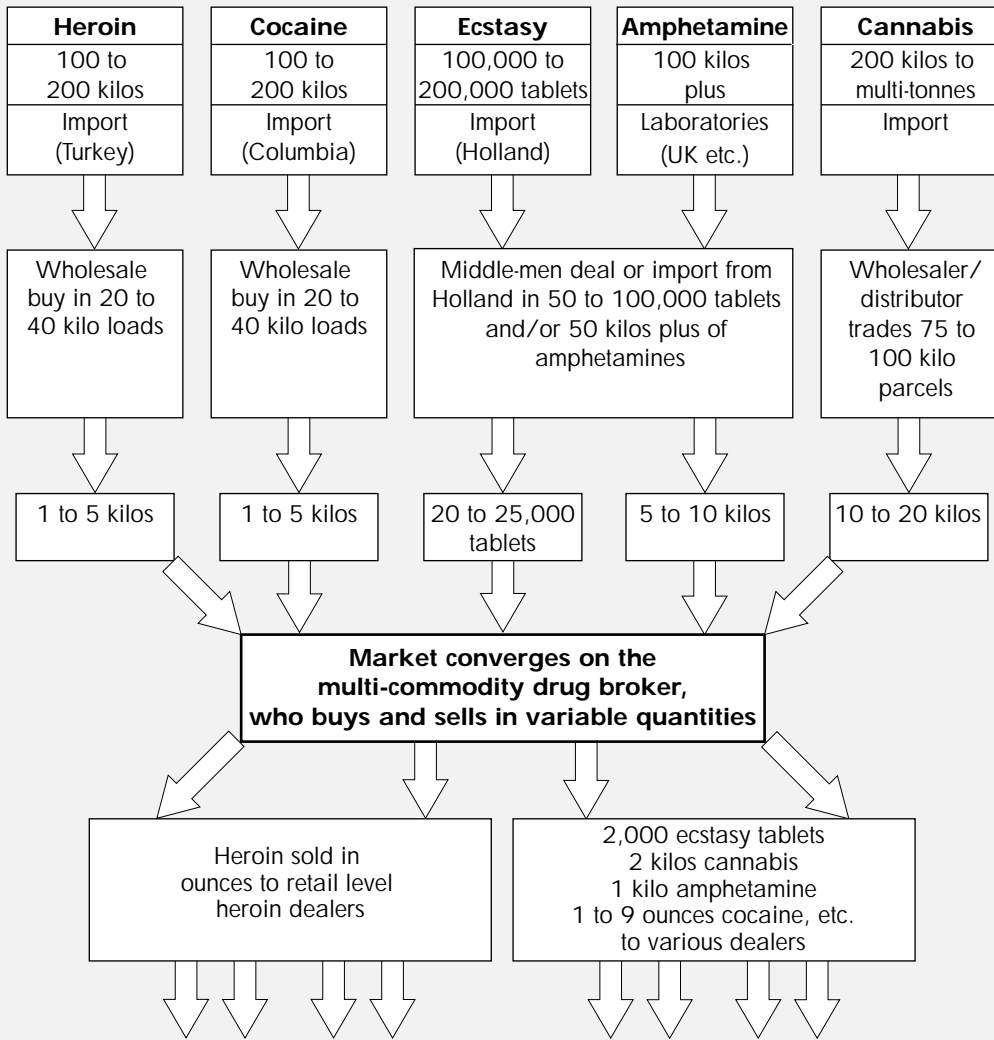 Heroin
100 to
200 kilos
Import
(Turkey)
Cocaine
100 to
200 kilos
Import
(Columbia)
Ecstasy
100,000 to
200,000 tablets
Import
(Holland)
Amphetamine
100 kilos
plus
Laboratories
(UK etc.)
Cannabis
200 kilos to
multi-tonnes
Import
Wholesale
buy in 20 to
40 kilo loads
Wholesale
buy in 20 to
40 kilo loads
Middle-men deal or import from
Holland in 50 to 100,000 tablets
and/or 50 kilos plus of
amphetamines
Wholesaler/
distributor
trades 75 to
100 kilo
parcels
1 to 5 kilos
1 to 5 kilos
20 to 25,000
tablets
5 to 10 kilos
10 to 20 kilos
Market converges on the
multi-commodity drug broker,
who buys and sells in variable quantities
Heroin sold in
ounces to retail level
heroin dealers
2,000 ecstasy tablets
2 kilos cannabis
1 kilo amphetamine
1 to 9 ounces cocaine, etc.
to various dealers